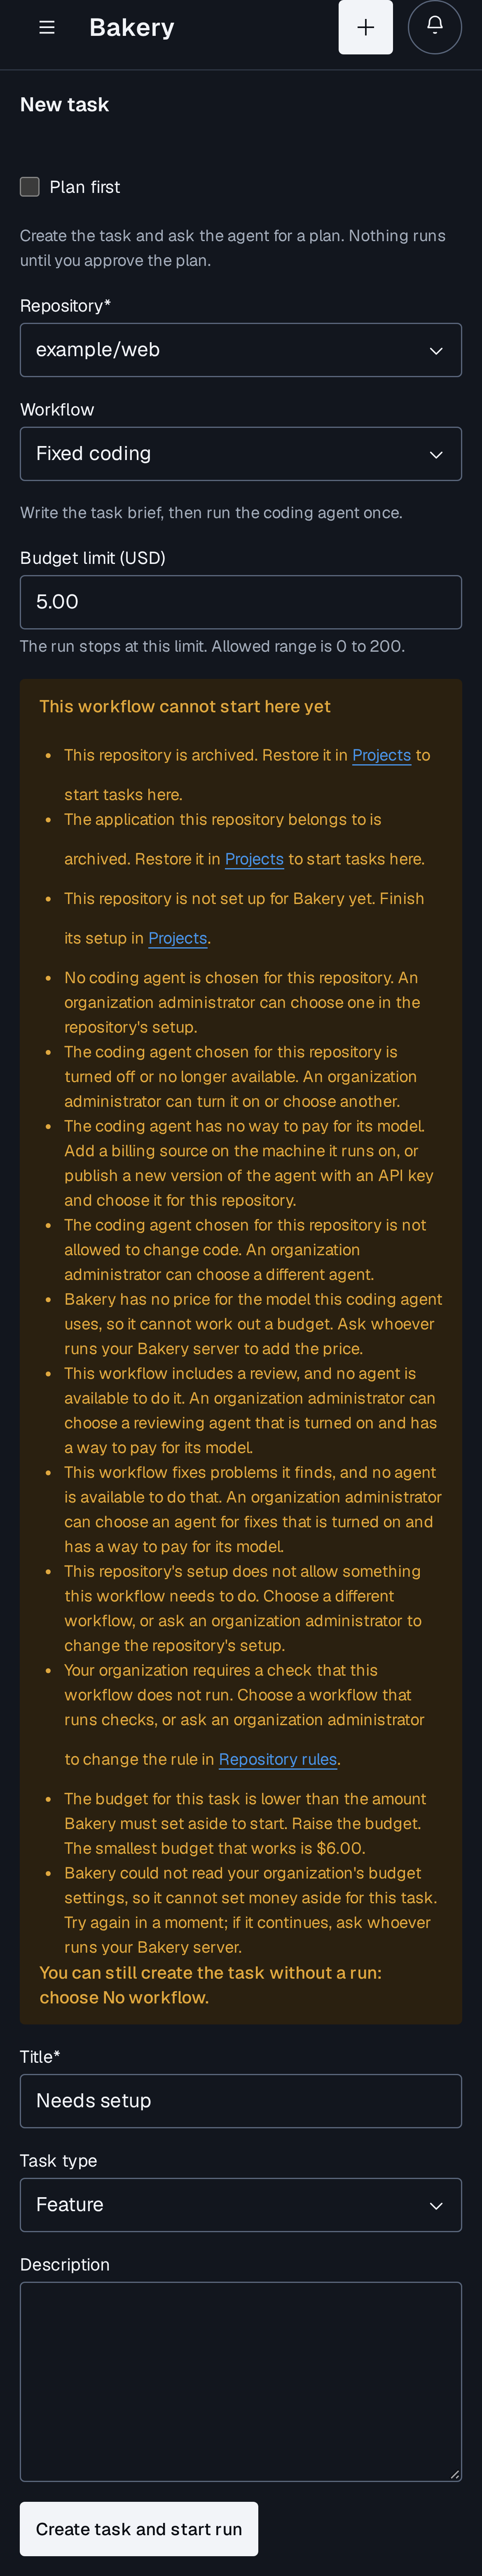 Bakery
New task
Plan first
Create the task and ask the agent for a plan. Nothing runs
until you approve the plan.
Repository*
example/web
Workflow
Fixed coding
Write the task brief, then run the coding agent once.
Budget limit (USD)
5.00
The run stops at this limit. Allowed range is 0 to 200.
This workflow cannot start here yet
• This repository is archived. Restore it in Projects to
start tasks here.
• The application this repository belongs to is
archived. Restore it in Projects to start tasks here.
• This repository is not set up for Bakery yet. Finish
its setup in Projects.
• No coding agent is chosen for this repository. An
organization administrator can choose one in the
repository's setup.
• The coding agent chosen for this repository is
turned off or no longer available. An organization
administrator can turn it on or choose another.
• The coding agent has no way to pay for its model.
Add a billing source on the machine it runs on, or
publish a new version of the agent with an API key
and choose it for this repository.
• The coding agent chosen for this repository is not
allowed to change code. An organization
administrator can choose a different agent.
• Bakery has no price for the model this coding agent
uses, so it cannot work out a budget. Ask whoever
runs your Bakery server to add the price.
• This workflow includes a review, and no agent is
available to do it. An organization administrator can
choose a reviewing agent that is turned on and has
a way to pay for its model.
• This workflow fixes problems it finds, and no agent
is available to do that. An organization administrator
can choose an agent for fixes that is turned on and
has a way to pay for its model.
• This repository's setup does not allow something
this workflow needs to do. Choose a different
workflow, or ask an organization administrator to
change the repository's setup.
• Your organization requires a check that this
workflow does not run. Choose a workflow that
runs checks, or ask an organization administrator
to change the rule in Repository rules.
• The budget for this task is lower than the amount
Bakery must set aside to start. Raise the budget.
The smallest budget that works is $6.00.
• Bakery could not read your organization's budget
settings, so it cannot set money aside for this task.
Try again in a moment; if it continues, ask whoever
runs your Bakery server.
You can still create the task without a run:
choose No workflow.
Title*
Needs setup
Task type
Feature
Description
Create task and start run